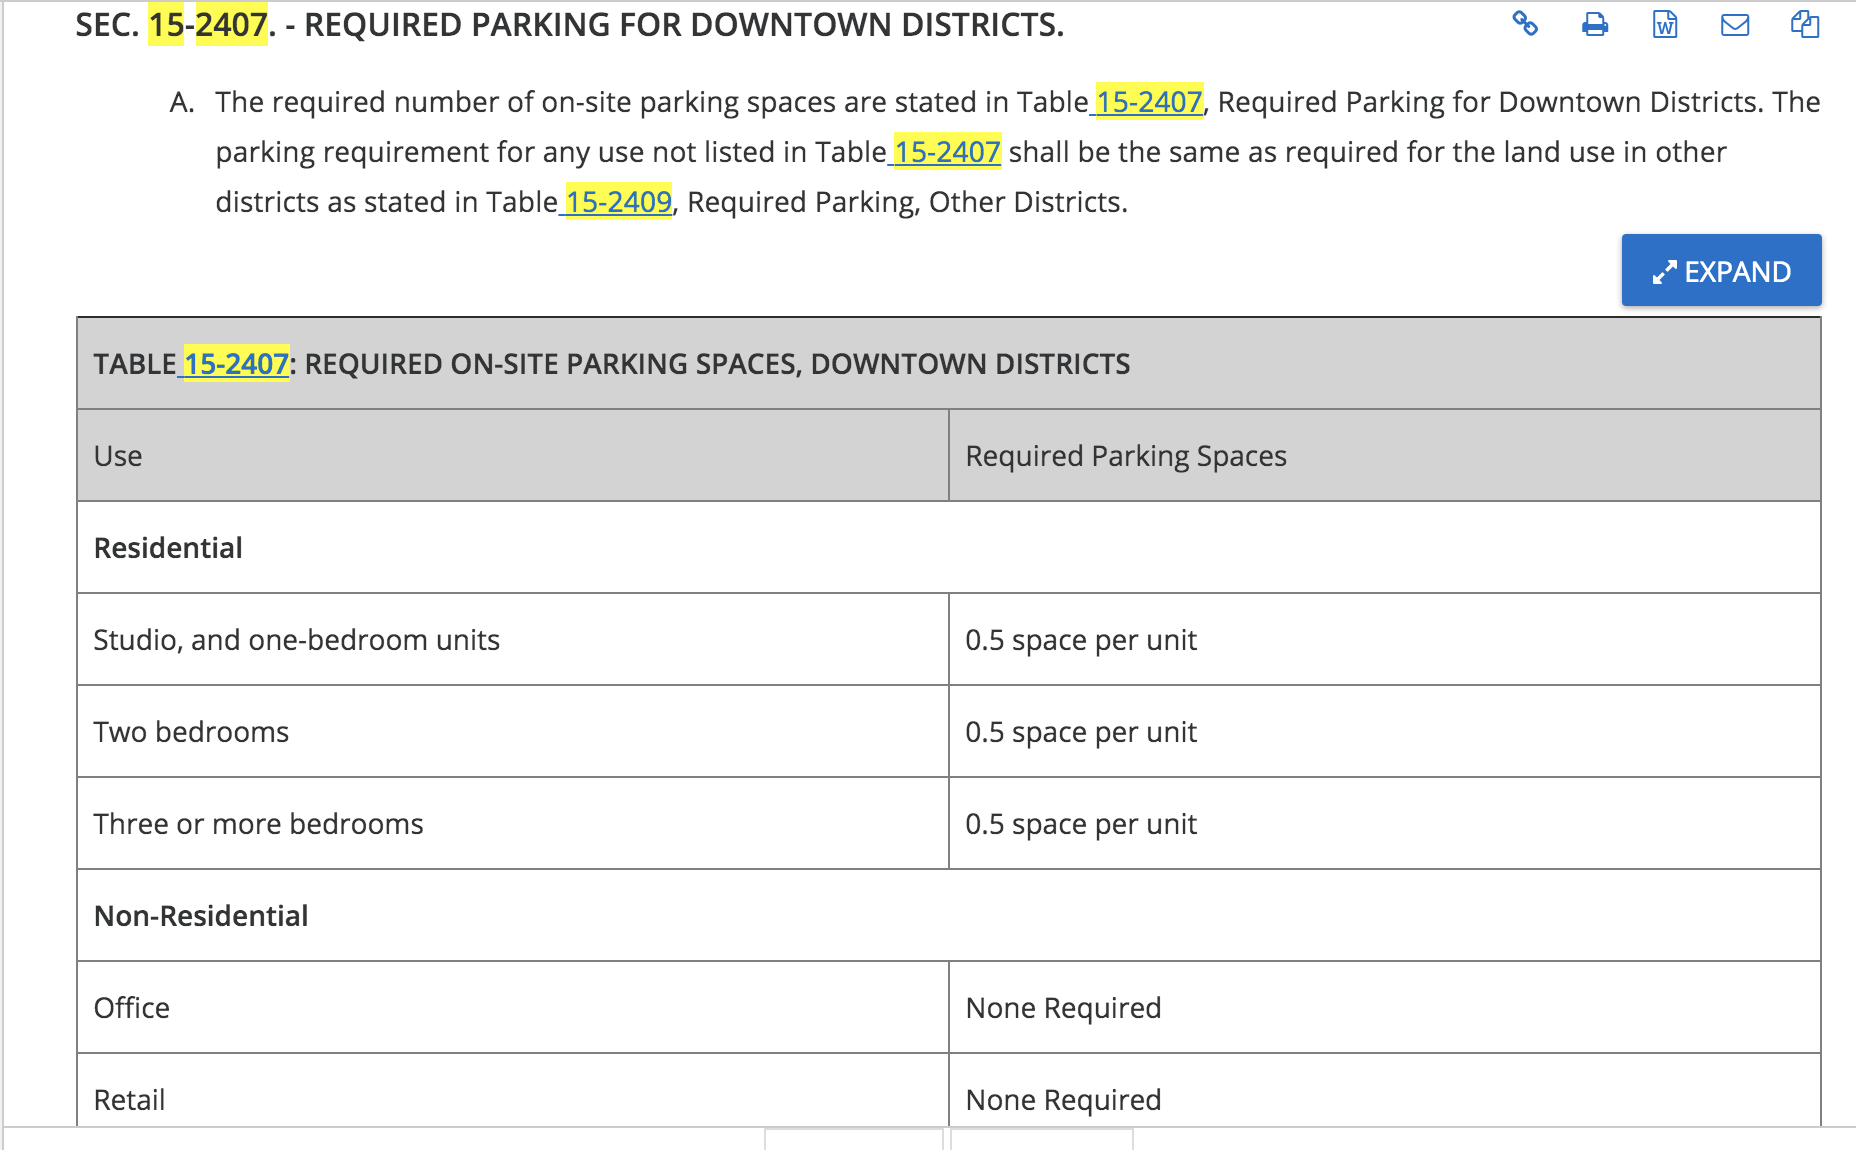 SEC. 15-2407. - REQUIRED PARKING FOR DOWNTOWN DISTRICTS.
A. The required number of on-site parking spaces are stated in Table 15-2407, Required Parking for Downtown Districts. The
parking requirement for any use not listed in Table 15-2407 shall be the same as required for the land use in other
districts as stated in Table 15-2409, Required Parking, Other Districts.
EXPAND
TABLE 15-2407: REQUIRED ON-SITE PARKING SPACES, DOWNTOWN DISTRICTS
Use Required Parking Spaces
Residential
Studio, and one-bedroom units 0.5 space per unit
Two bedrooms 0.5 space per unit
Three or more bedrooms 0.5 space per unit
Non-Residential
Office None Required
Retail None Required